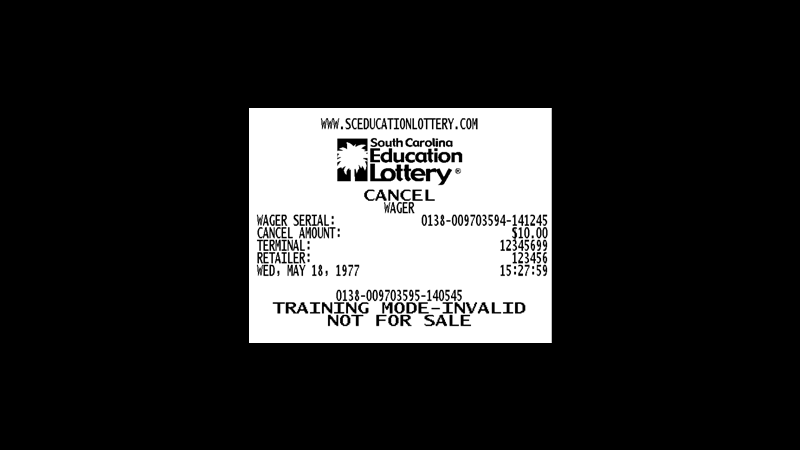 WWW.SCEDUCATIONLOTTERY.COM
South Carolina
Education
Lottery®
CANCEL
WAGER
WAGER SERIAL: 0138-009703594-141245
CANCEL AMOUNT: $10.00
TERMINAL: 12345699
RETAILER: 123456
WED, MAY 18, 1977 15:27:59
0138-009703595-140545
TRAINING MODE-INVALID
NOT FOR SALE